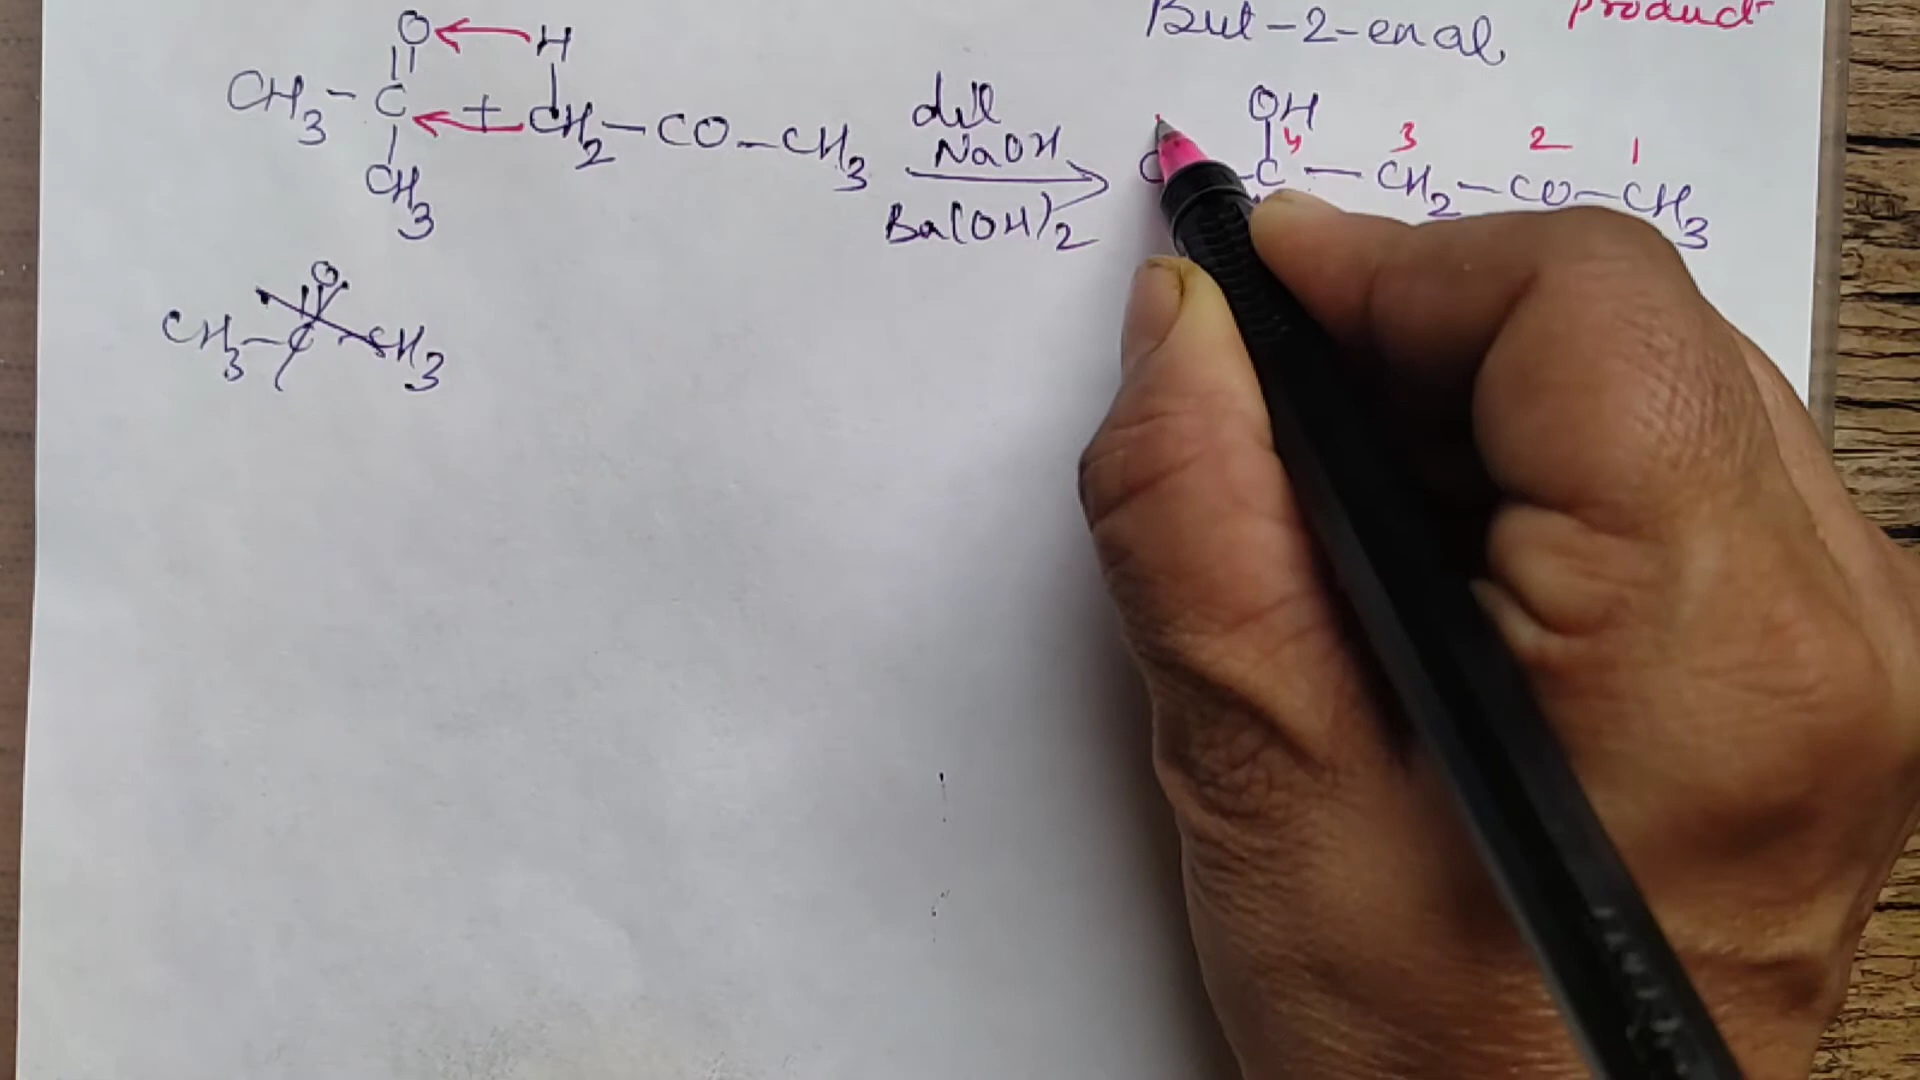 But-2-enal product
O ← H
CH3 - C ← + CH2 - CO - CH3
CH3
dil
NaOH
Ba(OH)2
OH
4 3 2 1
C - C - CH2 - CO - CH3
O
CH3 - C - CH3